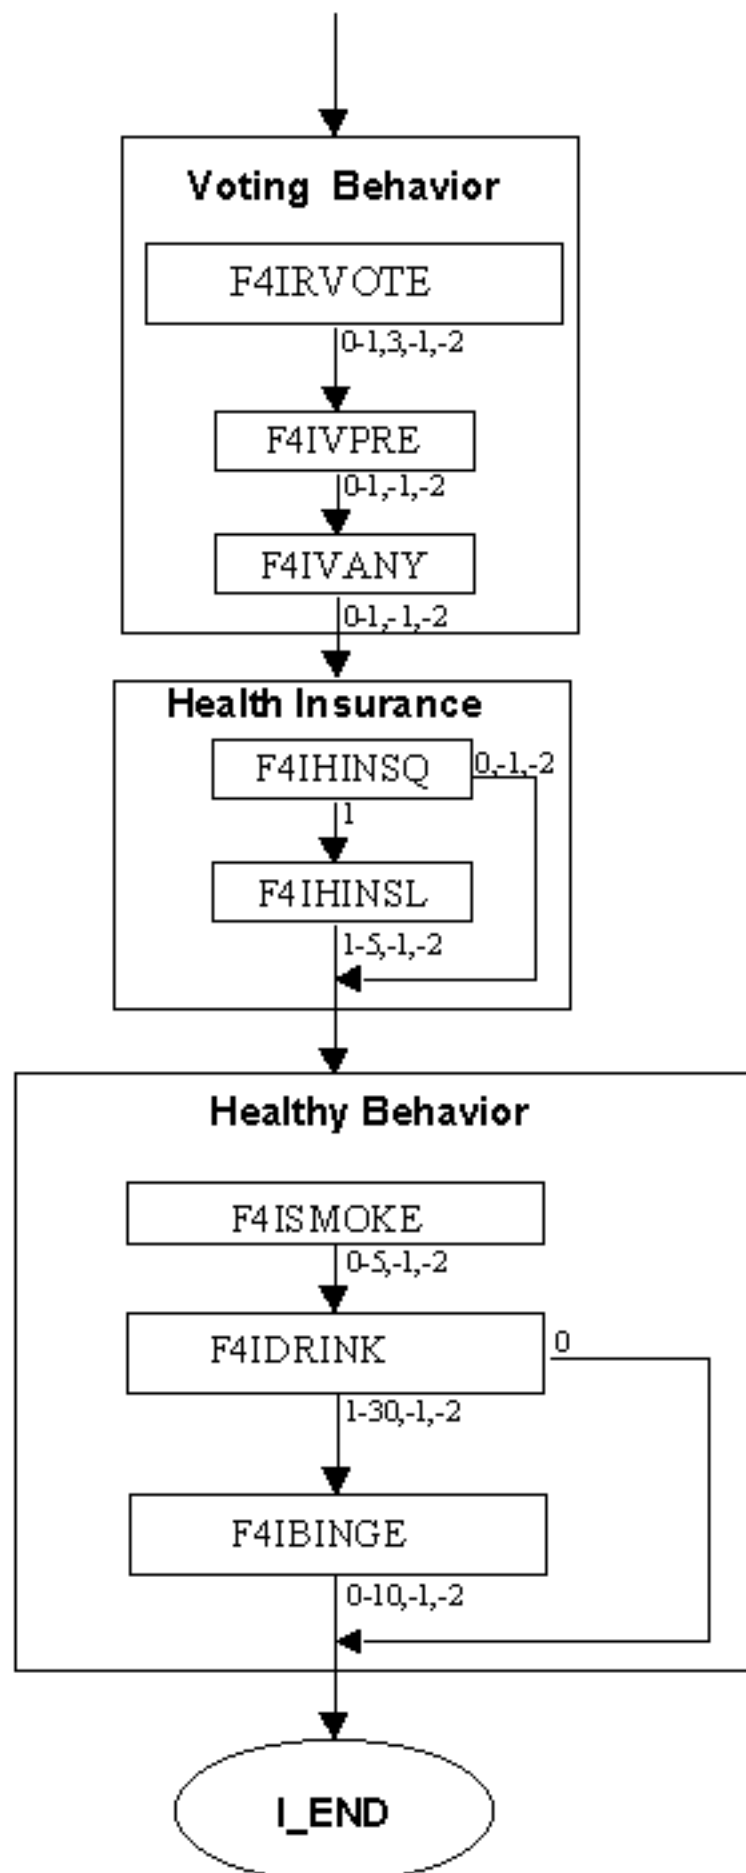 Voting Behavior
F4IRVOTE
0-1,3,-1,-2
F4IVPRE
0-1,-1,-2
F4IVANY
0-1,-1,-2
Health Insurance
F4IHINSQ
0,-1,-2
1
F4IHINSL
1-5,-1,-2
Healthy Behavior
F4ISMOKE
0-5,-1,-2
F4IDRINK
0
1-30,-1,-2
F4IBINGE
0-10,-1,-2
I_END